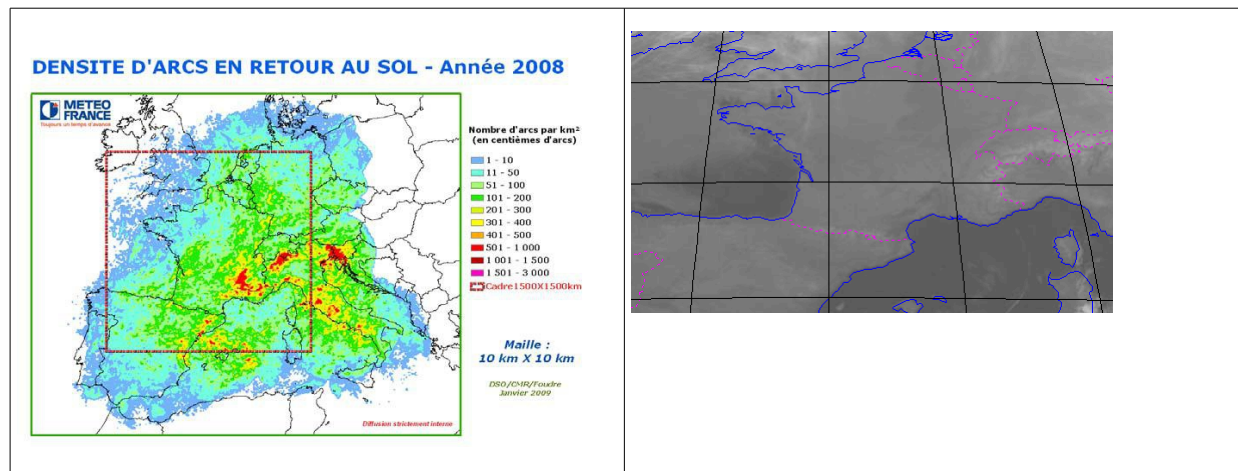 DENSITE D'ARCS EN RETOUR AU SOL - Année 2008
METEO
FRANCE
Toujours un temps d'avance
Nombre d'arcs par km²
(en centièmes d'arcs)
1 - 10
11 - 50
51 - 100
101 - 200
201 - 300
301 - 400
401 - 500
501 - 1 000
1 001 - 1 500
1 501 - 3 000
Cadre1500X1500km
Maille :
10 km X 10 km
DSO/CMR/Foudre
Janvier 2009
Diffusion strictement interne